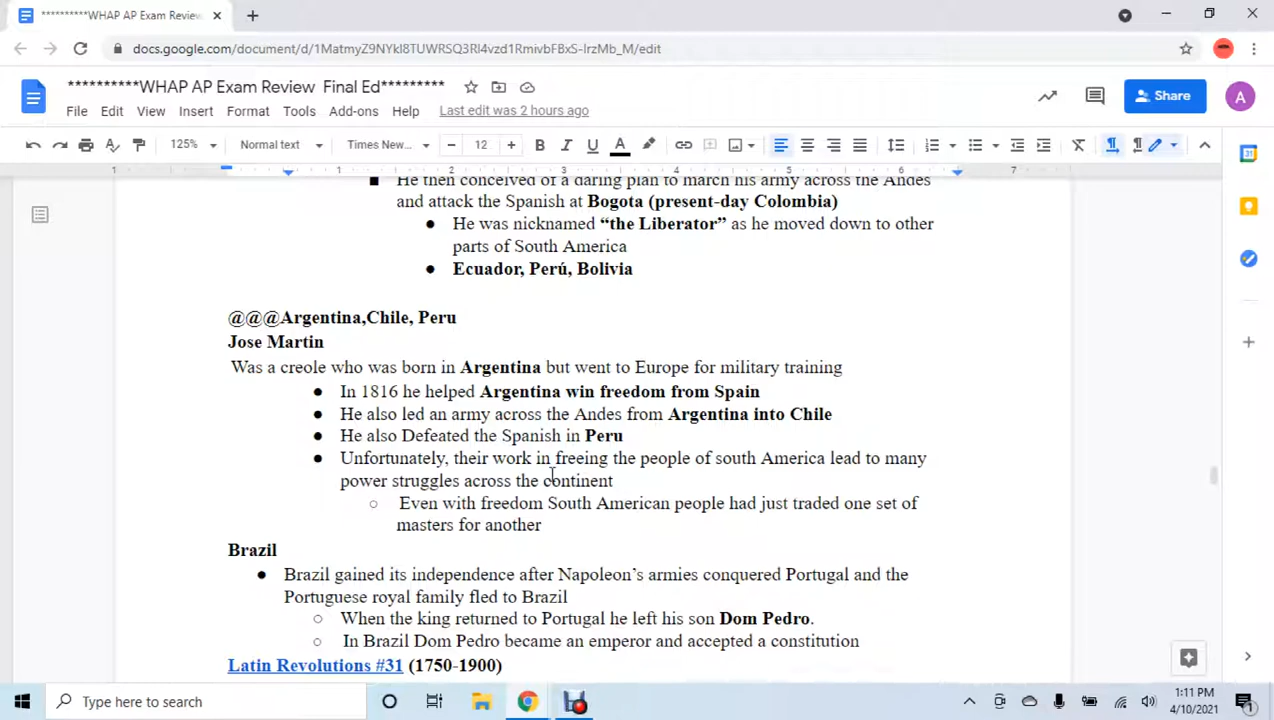 **********WHAP AP Exam Review
docs.google.com/document/d/1MatmyZ9NYkl8TUWRSQ3Rl4vzd1RmivbFBxS-IrzMb_M/edit
**********WHAP AP Exam Review Final Ed*********
File Edit View Insert Format Tools Add-ons Help Last edit was 2 hours ago
Share
A
125% Normal text Times New... 12 B I U A
1 1 2 3 4 5 6 7
He then conceived of a daring plan to march his army across the Andes
and attack the Spanish at Bogota (present-day Colombia)
He was nicknamed “the Liberator” as he moved down to other
parts of South America
Ecuador, Perú, Bolivia
@@@Argentina,Chile, Peru
Jose Martin
Was a creole who was born in Argentina but went to Europe for military training
In 1816 he helped Argentina win freedom from Spain
He also led an army across the Andes from Argentina into Chile
He also Defeated the Spanish in Peru
Unfortunately, their work in freeing the people of south America lead to many
power struggles across the continent
Even with freedom South American people had just traded one set of
masters for another
Brazil
Brazil gained its independence after Napoleon’s armies conquered Portugal and the
Portuguese royal family fled to Brazil
When the king returned to Portugal he left his son Dom Pedro.
In Brazil Dom Pedro became an emperor and accepted a constitution
Latin Revolutions #31 (1750-1900)
Type here to search
1:11 PM
4/10/2021
1